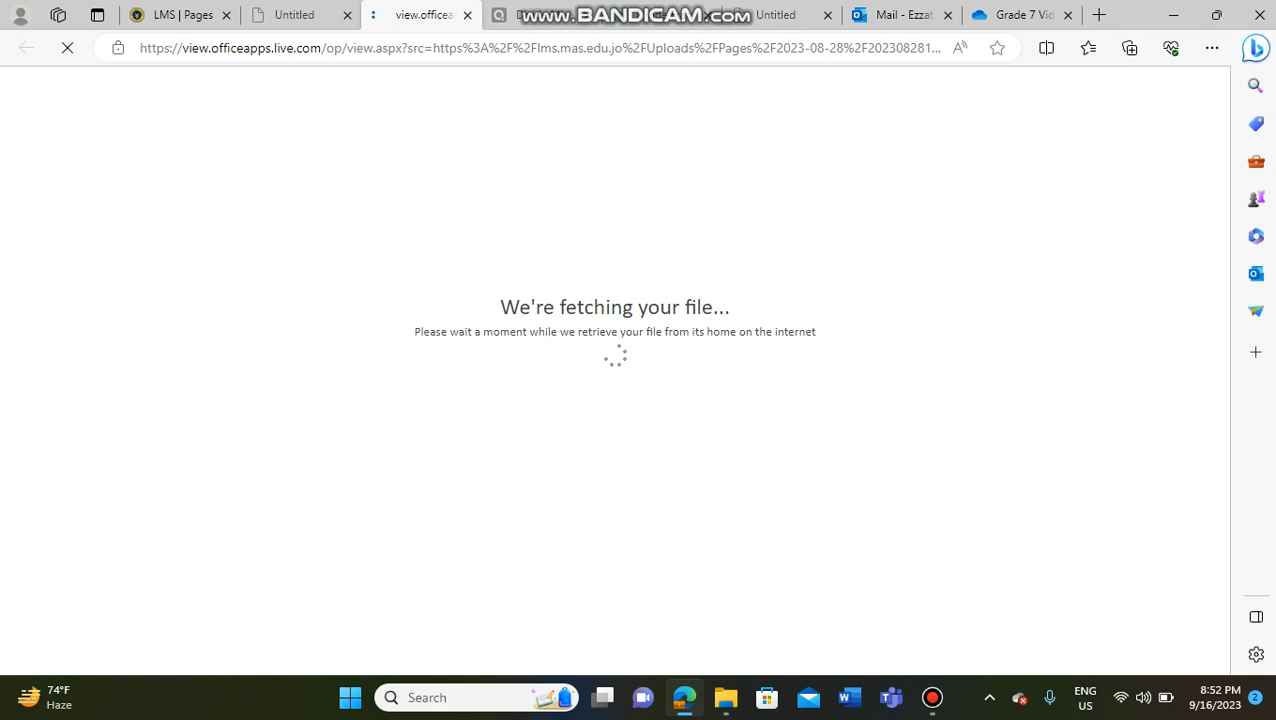 LMS | Pages
Untitled
view.officea
www.BANDICAM.com
Untitled
Mail - Ezzat
Grade 7 Vid
https://view.officeapps.live.com/op/view.aspx?src=https%3A%2F%2Flms.mas.edu.jo%2FUploads%2FPages%2F2023-08-28%2F202308281...
We're fetching your file...
Please wait a moment while we retrieve your file from its home on the internet
74°F
Haze
Search
ENG
US
8:52 PM
9/16/2023
2